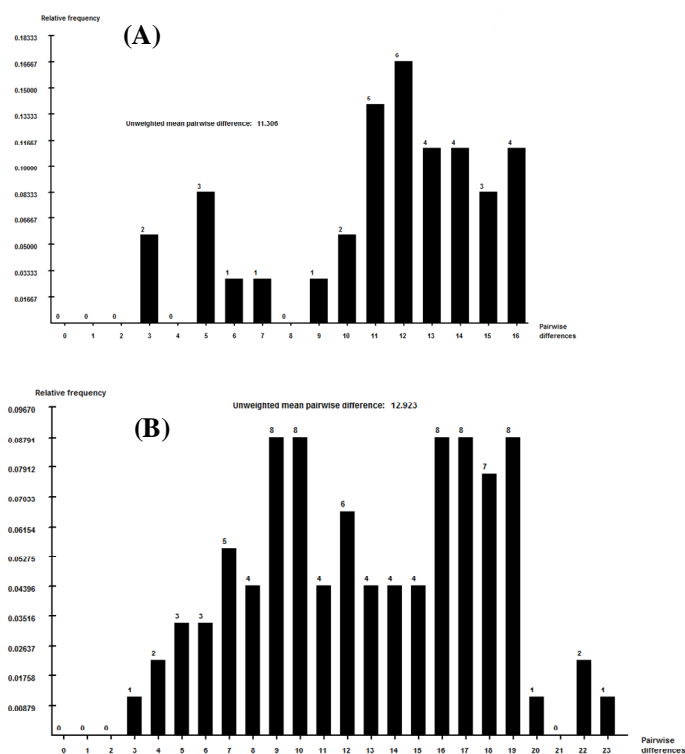 Relative frequency
(A)
0.18333
0.16667
0.15000
0.13333
0.11667
0.10000
0.08333
0.06667
0.05000
0.03333
0.01667
Unweighted mean pairwise difference: 11.306
0 0 0 2 0 3 1 1 0 1 2 5 6 4 4 3 4
0 1 2 3 4 5 6 7 8 9 10 11 12 13 14 15 16
Pairwise
differences
Relative frequency
Unweighted mean pairwise difference: 12.923
(B)
0.09670
0.08794
0.07912
0.07033
0.06154
0.05275
0.04396
0.03516
0.02637
0.01758
0.00879
0 0 0 1 2 3 3 5 4 8 8 4 6 4 4 4 8 8 7 8 1 0 2 1
0 1 2 3 4 5 6 7 8 9 10 11 12 13 14 15 16 17 18 19 20 21 22 23
Pairwise
differences